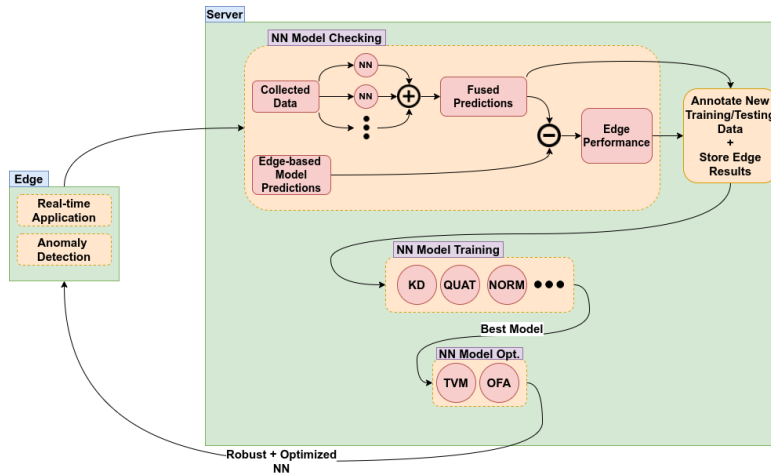 Server
NN Model Checking
NN
Collected
Data
NN
Fused
Predictions
Annotate New
Training/Testing
Data
+
Store Edge
Results
Edge
Performance
Edge-based
Model
Predictions
Edge
Real-time
Application
Anomaly
Detection
NN Model Training
KD
QUAT
NORM
Best Model
NN Model Opt.
TVM
OFA
Robust + Optimized
NN